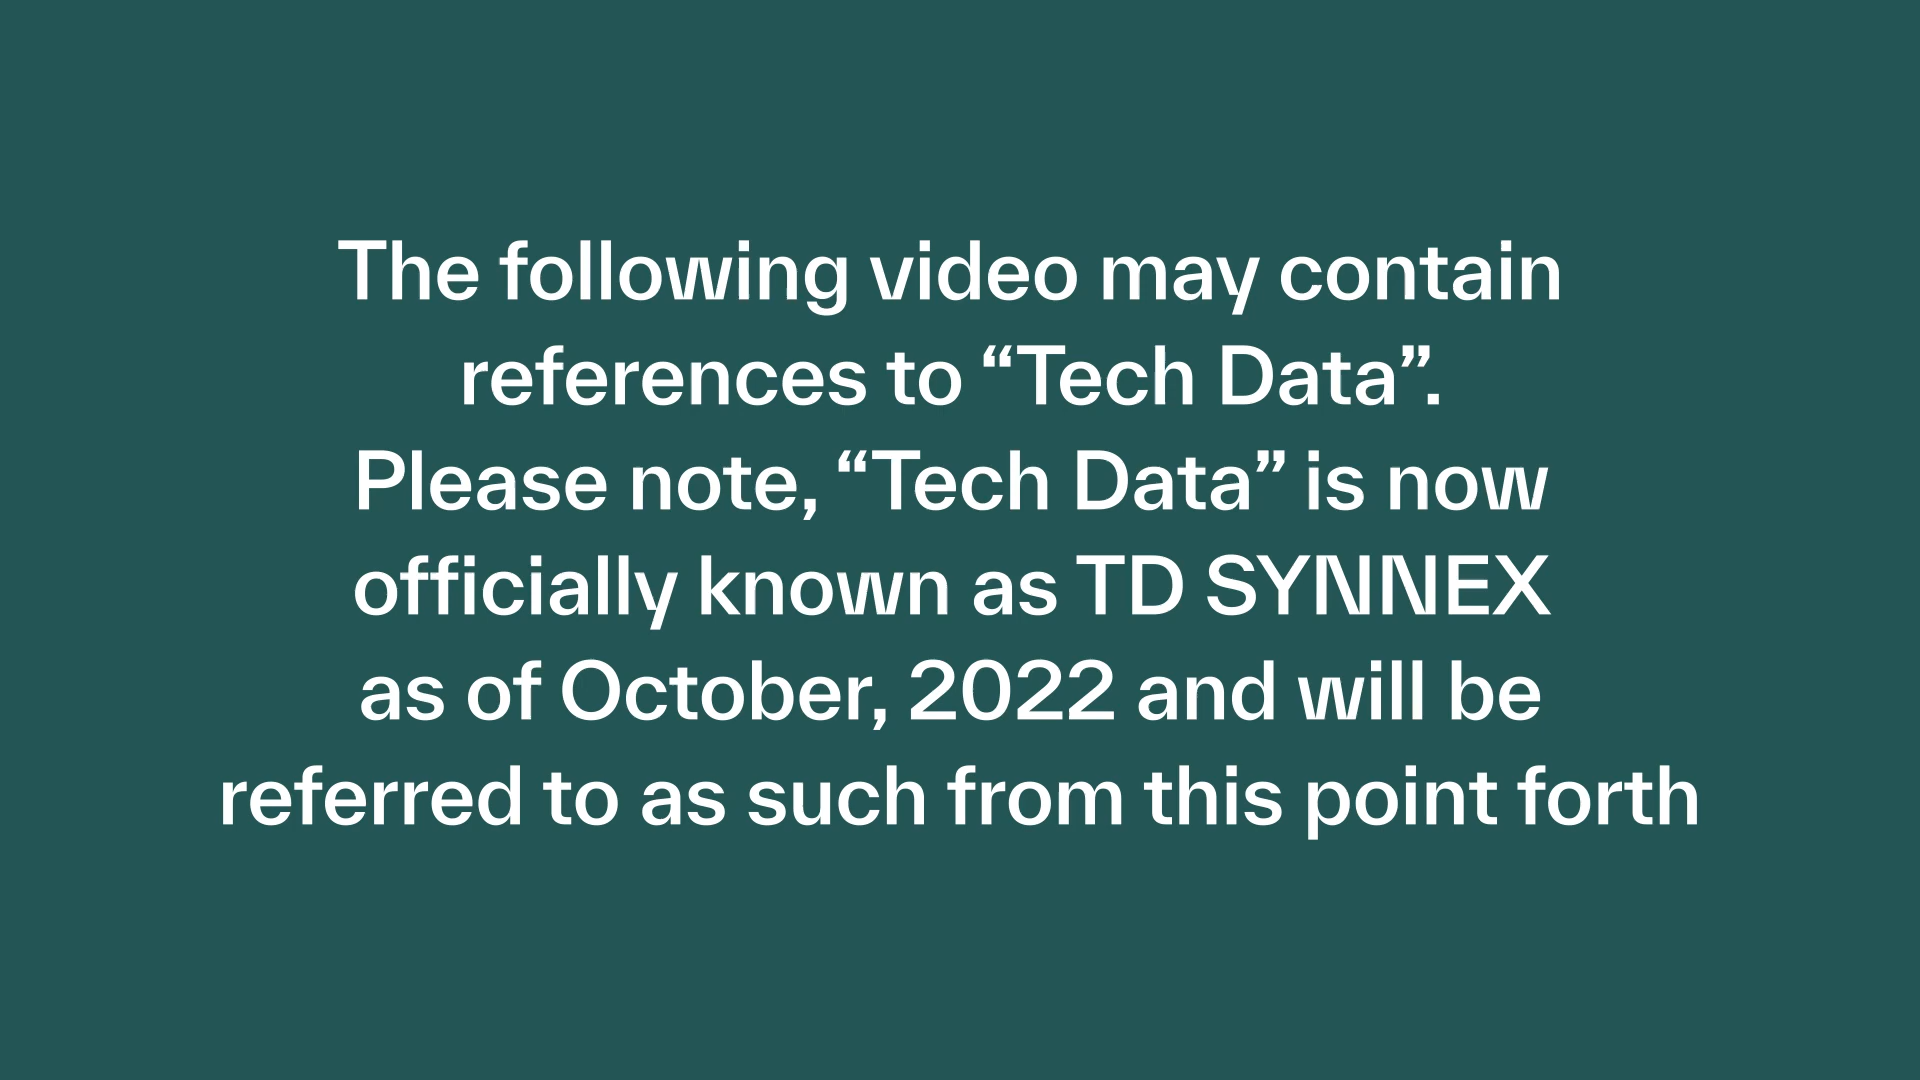 The following video may contain
references to “Tech Data”.
Please note, “Tech Data” is now
officially known as TD SYNNEX
as of October, 2022 and will be
referred to as such from this point forth